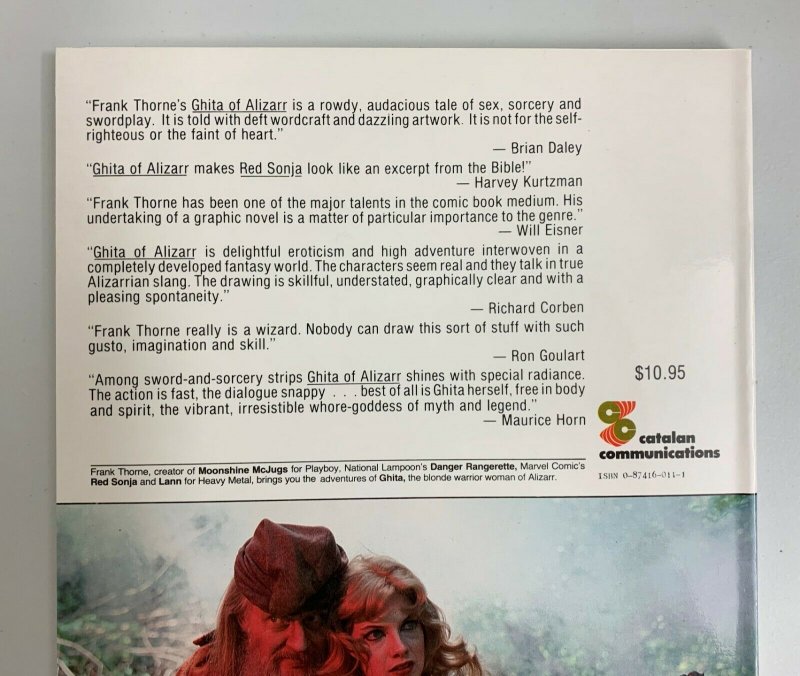 “Frank Thorne’s Ghita of Alizarr is a rowdy, audacious tale of sex, sorcery and
swordplay. It is told with deft wordcraft and dazzling artwork. It is not for the self-
righteous or the faint of heart.”
— Brian Daley
“Ghita of Alizarr makes Red Sonja look like an excerpt from the Bible!”
— Harvey Kurtzman
“Frank Thorne has been one of the major talents in the comic book medium. His
undertaking of a graphic novel is a matter of particular importance to the genre.”
— Will Eisner
“Ghita of Alizarr is delightful eroticism and high adventure interwoven in a
completely developed fantasy world. The characters seem real and they talk in true
Alizarrian slang. The drawing is skillful, understated, graphically clear and with a
pleasing spontaneity.”
— Richard Corben
“Frank Thorne really is a wizard. Nobody can draw this sort of stuff with such
gusto, imagination and skill.”
— Ron Goulart
“Among sword-and-sorcery strips Ghita of Alizarr shines with special radiance.
The action is fast, the dialogue snappy . . . best of all is Ghita herself, free in body
and spirit, the vibrant, irresistible whore-goddess of myth and legend.”
— Maurice Horn
Frank Thorne, creator of Moonshine McJugs for Playboy, National Lampoon’s Danger Rangerette, Marvel Comic’s
Red Sonja and Lann for Heavy Metal, brings you the adventures of Ghita, the blonde warrior woman of Alizarr.
$10.95
catalan
communications
ISBN 0-87416-011-1